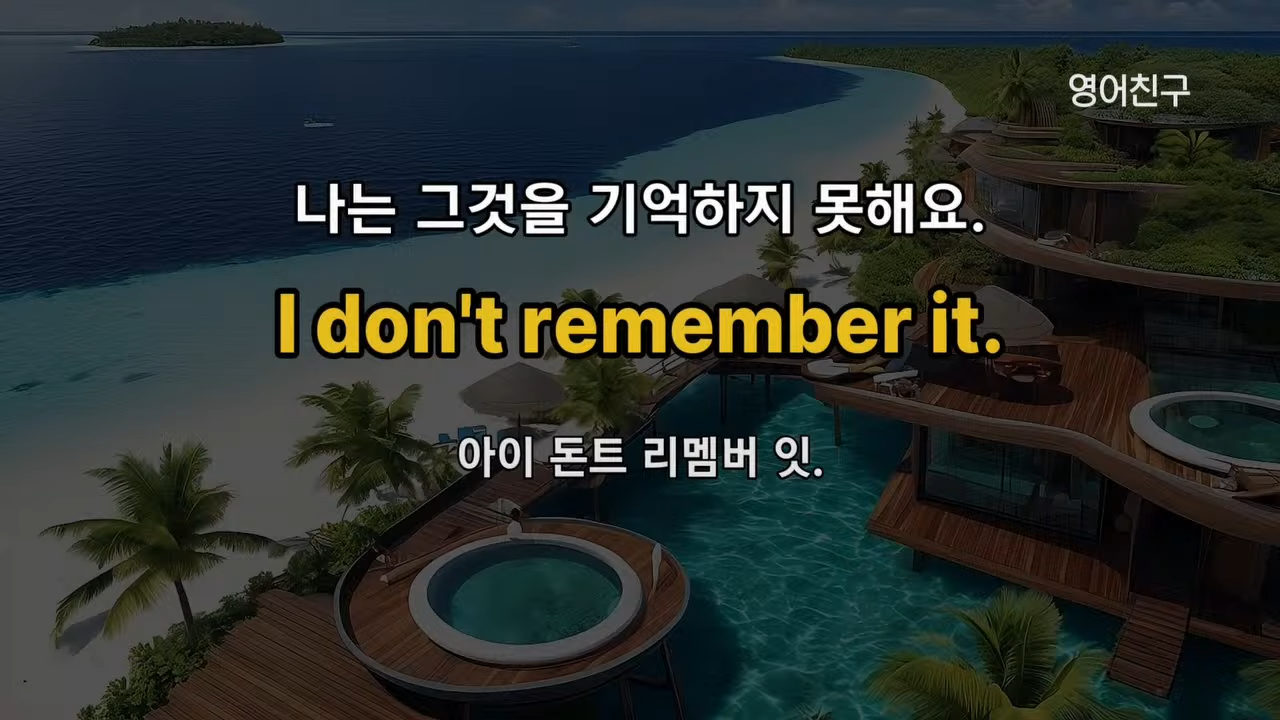 영어친구
나는 그것을 기억하지 못해요.
I don't remember it.
아이 돈트 리멤버 잇.